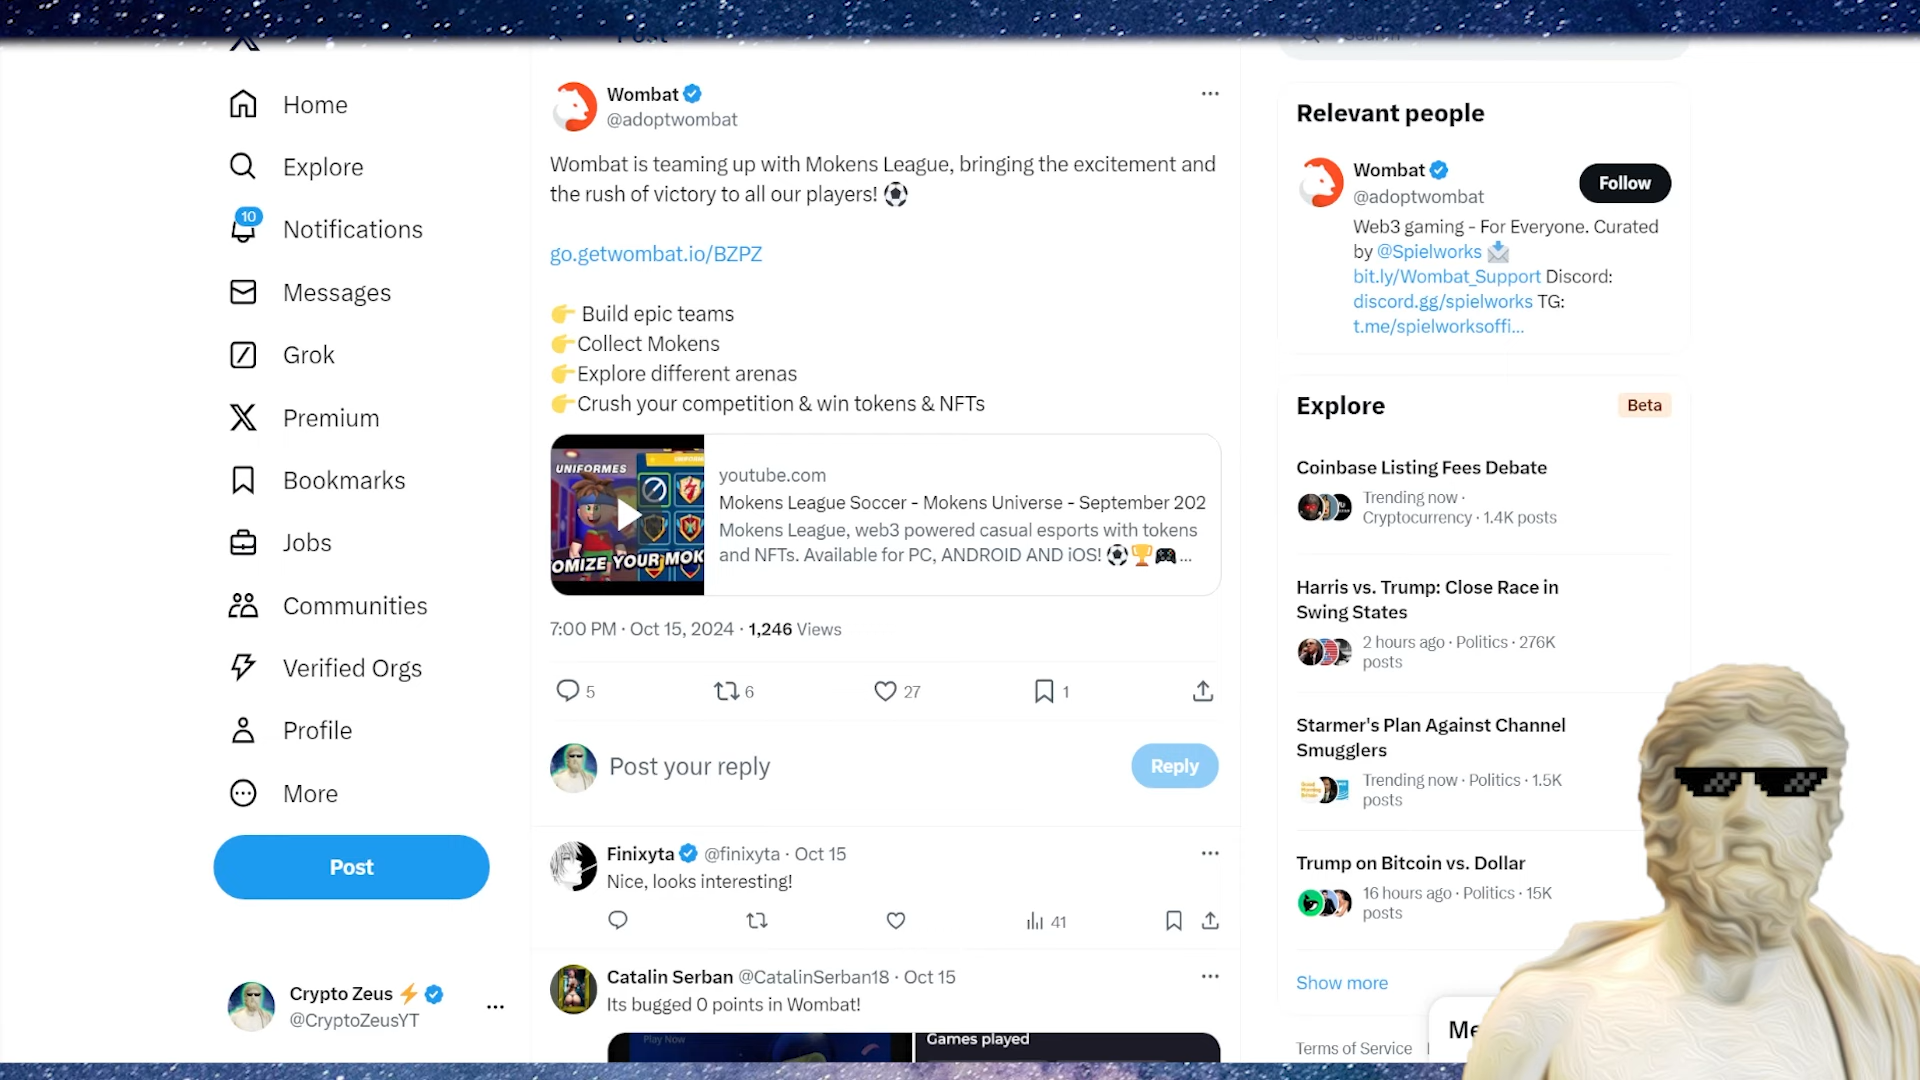 Post
Search
Home
Explore
10
Notifications
Messages
Grok
Premium
Bookmarks
Jobs
Communities
Verified Orgs
Profile
More
Post
Crypto Zeus
@CryptoZeusYT
Wombat
@adoptwombat
Wombat is teaming up with Mokens League, bringing the excitement and
the rush of victory to all our players!
go.getwombat.io/BZPZ
Build epic teams
Collect Mokens
Explore different arenas
Crush your competition & win tokens & NFTs
UNIFORMES
OMIZE YOUR MOK
youtube.com
Mokens League Soccer - Mokens Universe - September 202
Mokens League, web3 powered casual esports with tokens
and NFTs. Available for PC, ANDROID AND iOS! ...
7:00 PM · Oct 15, 2024 · 1,246 Views
5 6 27 1
Post your reply
Reply
Finixyta @finixyta · Oct 15
Nice, looks interesting!
41
Catalin Serban @CatalinSerban18 · Oct 15
Its bugged 0 points in Wombat!
Play Now
Games played
Relevant people
Wombat
@adoptwombat
Follow
Web3 gaming - For Everyone. Curated
by @Spielworks
bit.ly/Wombat_Support Discord:
discord.gg/spielworks TG:
t.me/spielworksoffi...
Explore
Beta
Coinbase Listing Fees Debate
Trending now ·
Cryptocurrency · 1.4K posts
Harris vs. Trump: Close Race in
Swing States
2 hours ago · Politics · 276K
posts
Starmer's Plan Against Channel
Smugglers
Trending now · Politics · 1.5K
posts
Trump on Bitcoin vs. Dollar
16 hours ago · Politics · 15K
posts
Show more
Terms of Service
Me